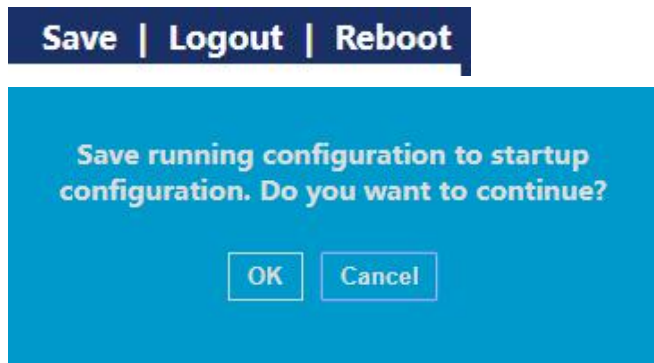 Save | Logout | Reboot
Save running configuration to startup
configuration. Do you want to continue?
OK Cancel